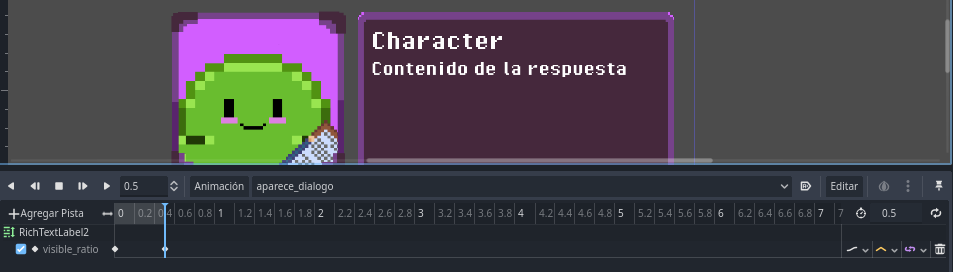 Character
Contenido de la respuesta
0.5 Animación aparece_dialogo Editar
Agregar Pista 0 0.2 0.4 0.6 0.8 1 1.2 1.4 1.6 1.8 2 2.2 2.4 2.6 2.8 3 3.2 3.4 3.6 3.8 4 4.2 4.4 4.6 4.8 5 5.2 5.4 5.6 5.8 6 6.2 6.4 6.6 6.8 7 7 0.5
RichTextLabel2
visible_ratio